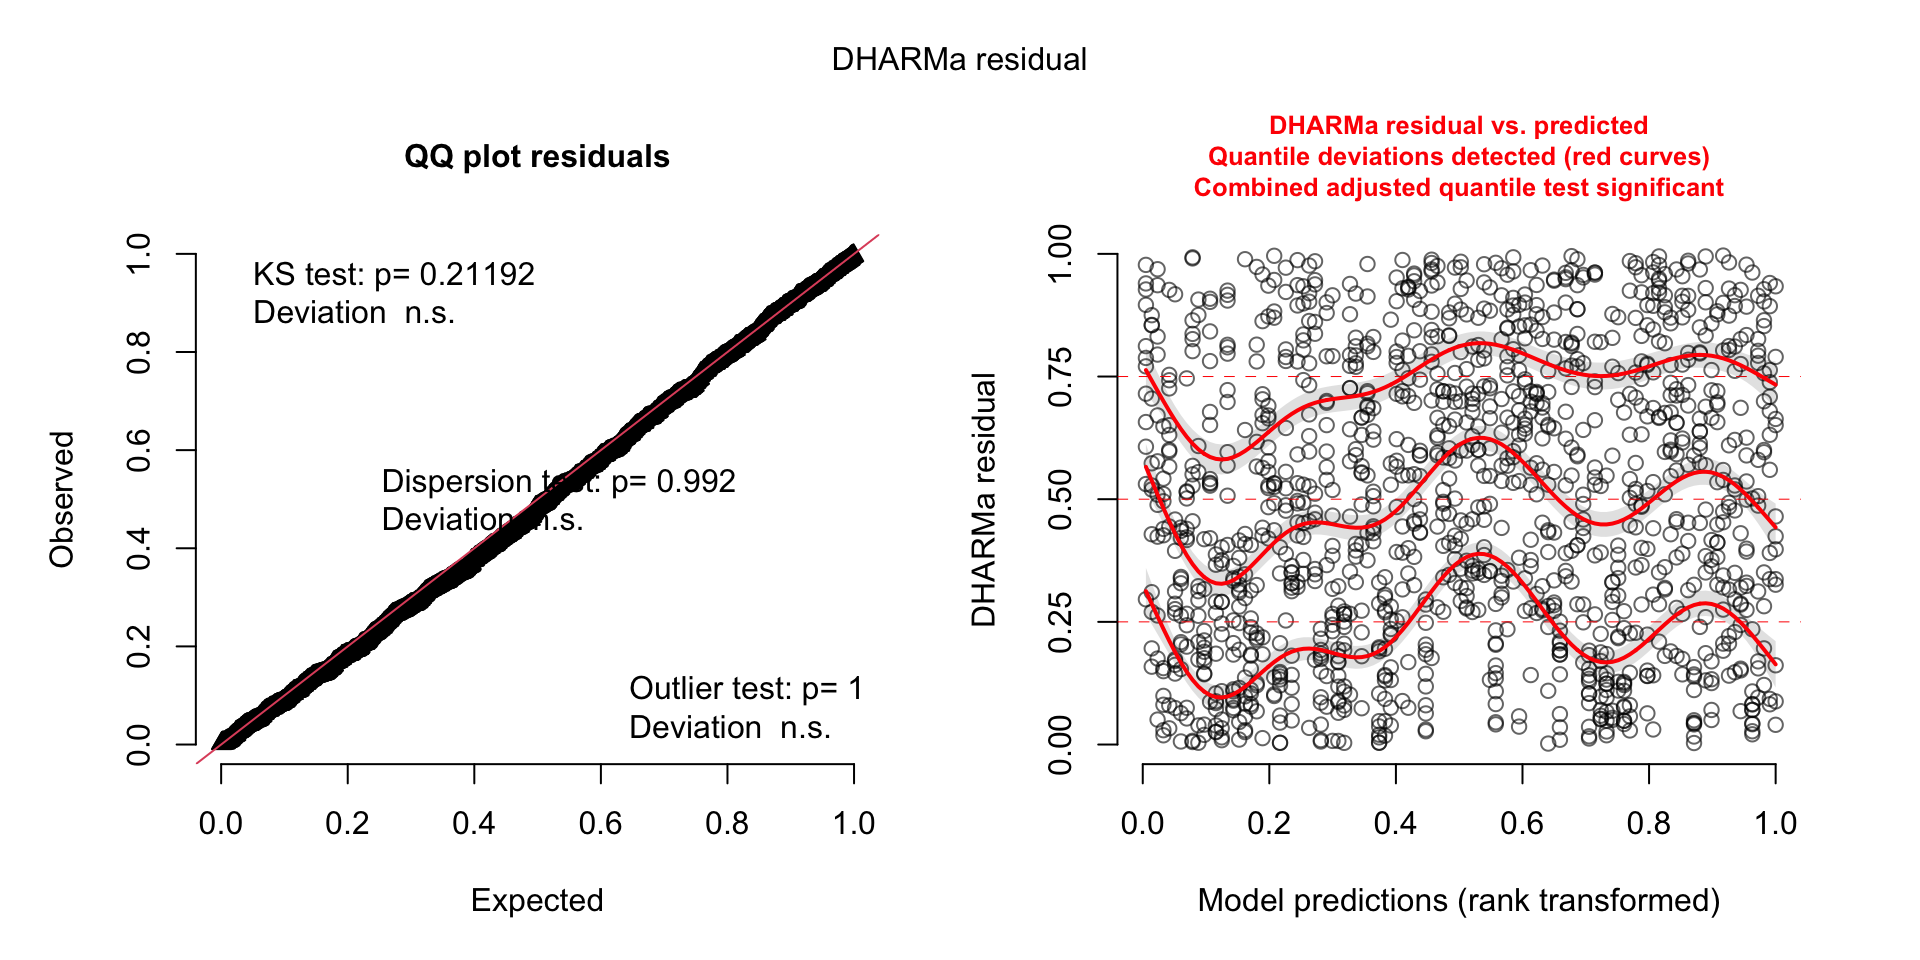 DHARMa residual
QQ plot residuals
KS test: p= 0.21192
Deviation  n.s.
Dispersion test: p= 0.992
Deviation n.s.
Outlier test: p= 1
Deviation  n.s.
Observed
0.0 0.2 0.4 0.6 0.8 1.0
0.0 0.2 0.4 0.6 0.8 1.0
Expected
DHARMa residual vs. predicted
Quantile deviations detected (red curves)
Combined adjusted quantile test significant
DHARMa residual
0.00 0.25 0.50 0.75 1.00
0.0 0.2 0.4 0.6 0.8 1.0
Model predictions (rank transformed)